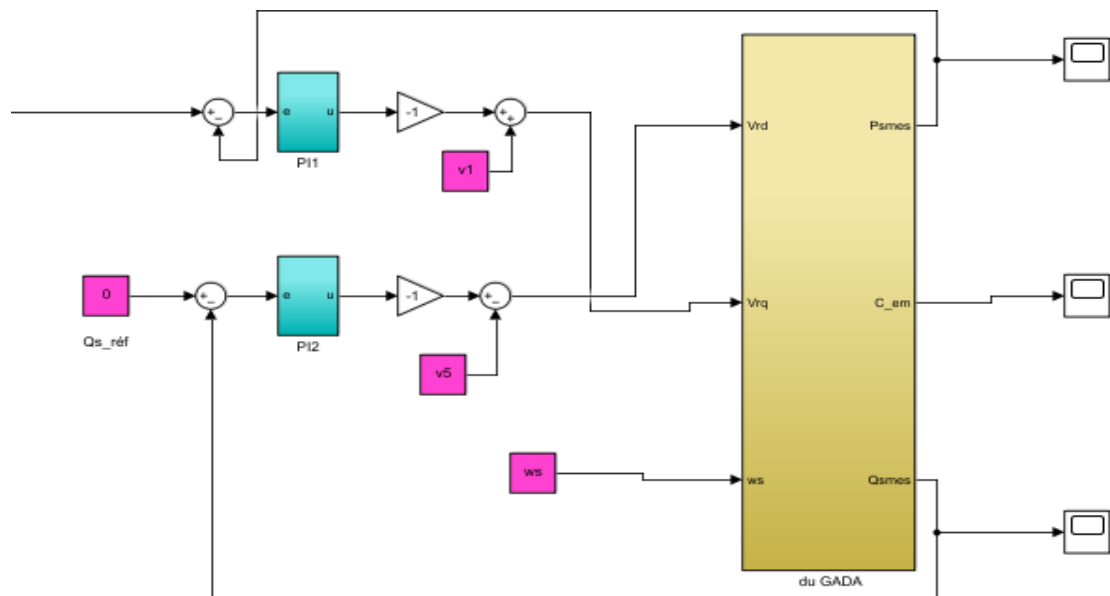 e u
PI1
-1
v1
Vrd
Psmes
0
Qs_réf
e u
PI2
-1
v5
Vrq
C_em
ws
ws
Qsmes
du GADA